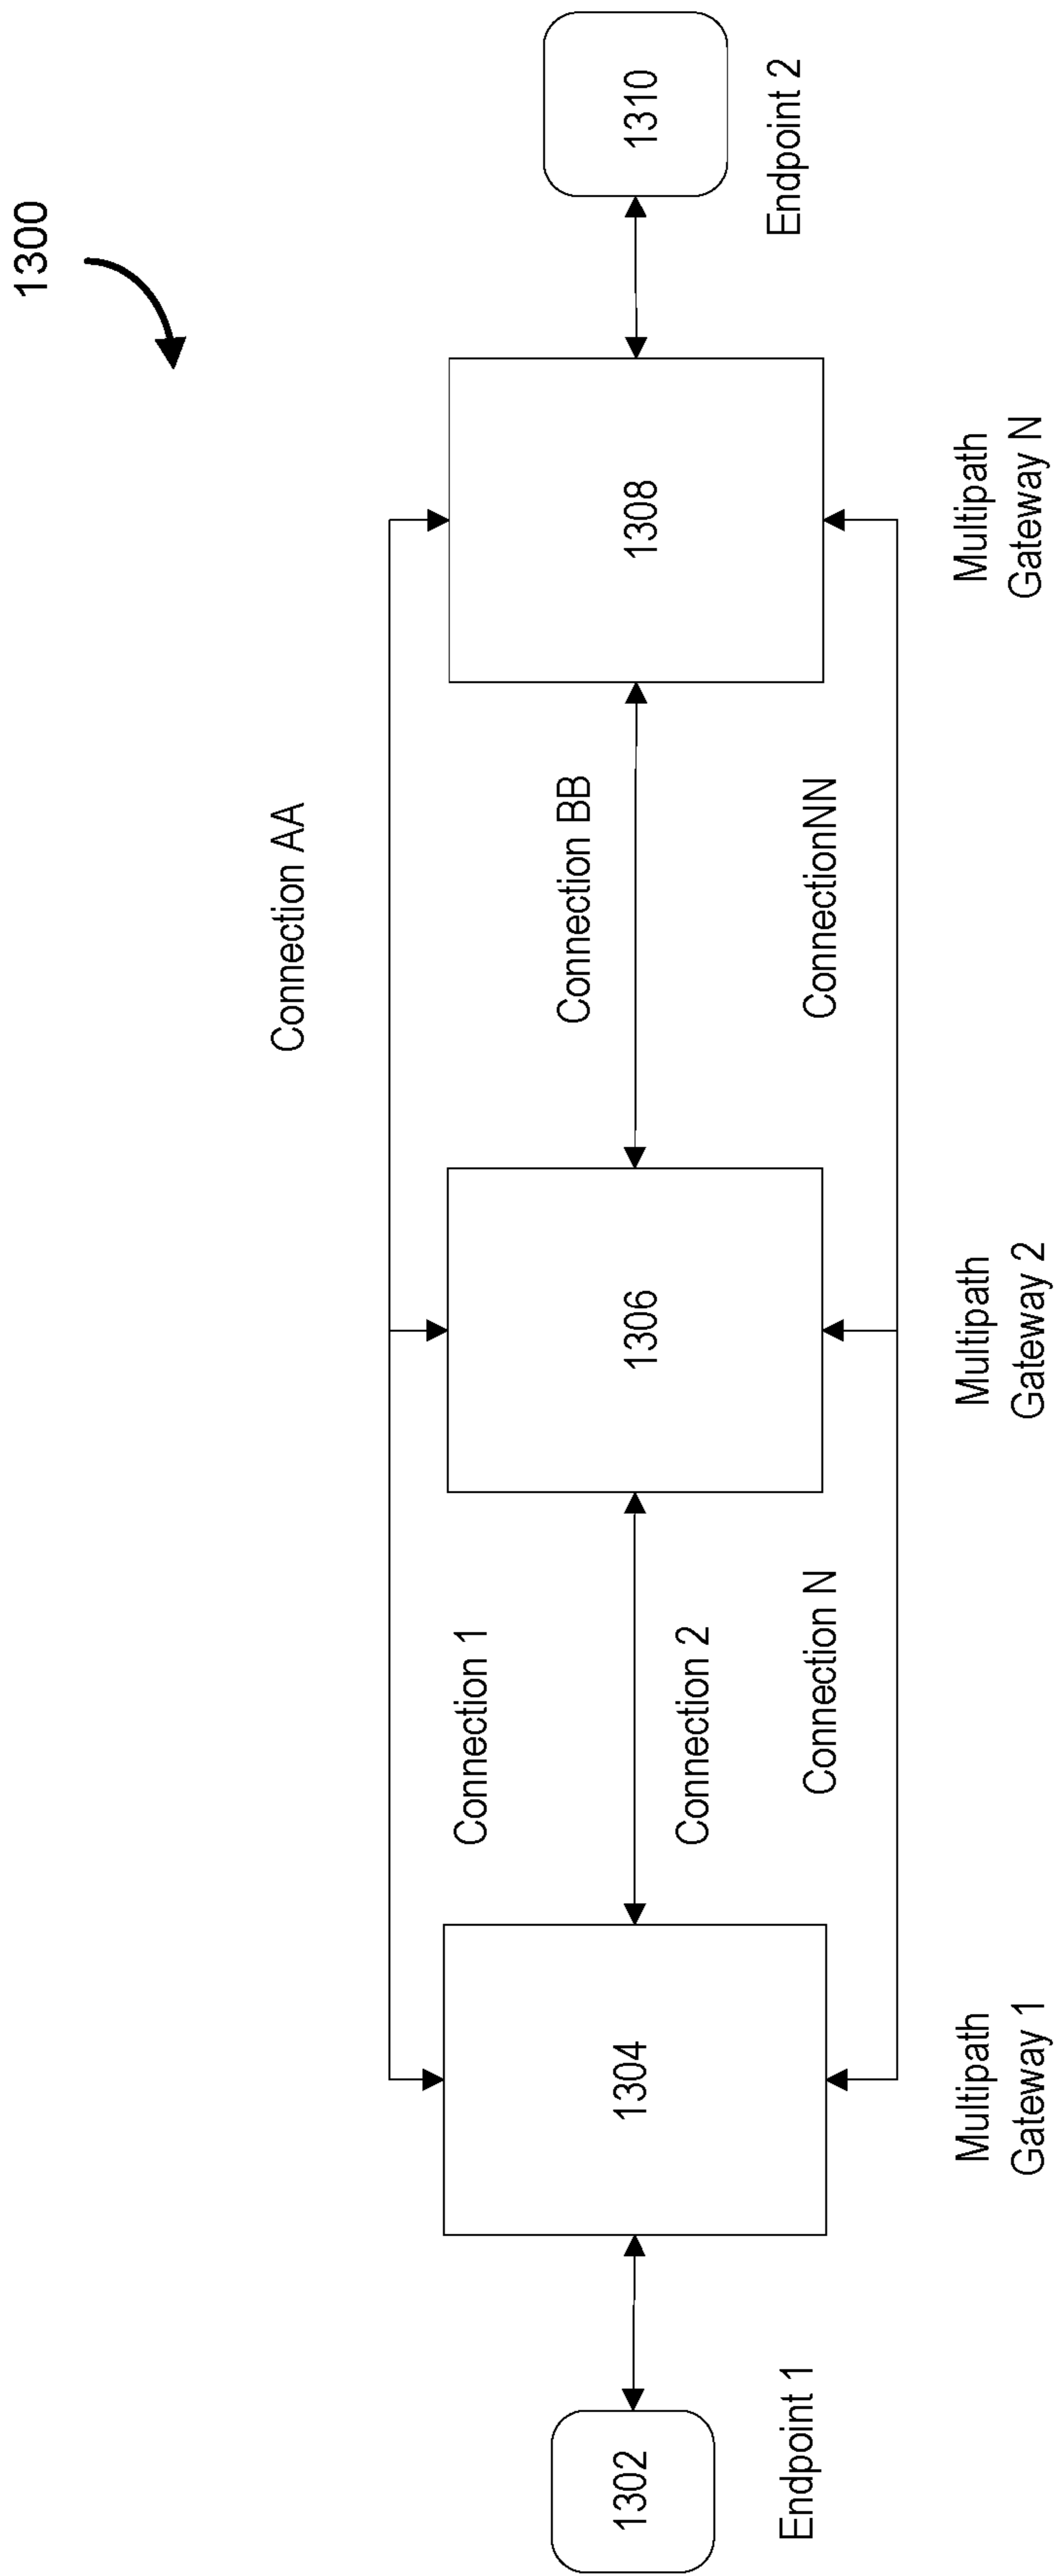 1300
Connection AA
Connection 1
Connection BB
1302
1304
1306
1308
1310
Connection 2
Endpoint 1
Endpoint 2
Connection N
ConnectionNN
Multipath
Gateway 1
Multipath
Gateway 2
Multipath
Gateway N